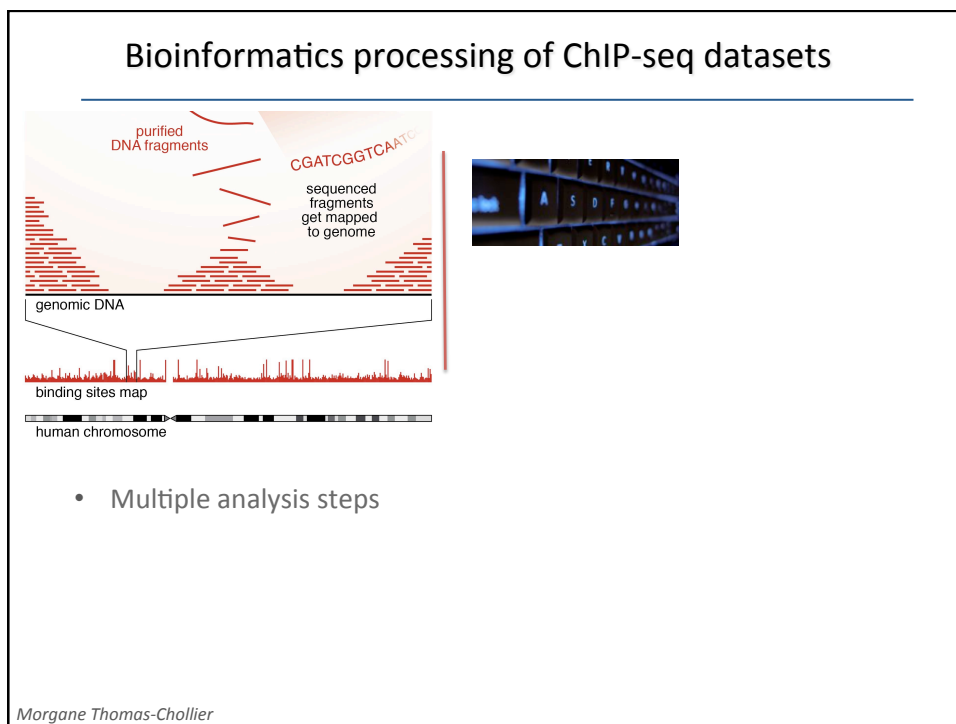 Bioinformatics processing of ChIP-seq datasets
purified
DNA fragments
CGATCGGTCAATC
sequenced
fragments
get mapped
to genome
A S D F
genomic DNA
binding sites map
human chromosome
• Multiple analysis steps
Morgane Thomas-Chollier